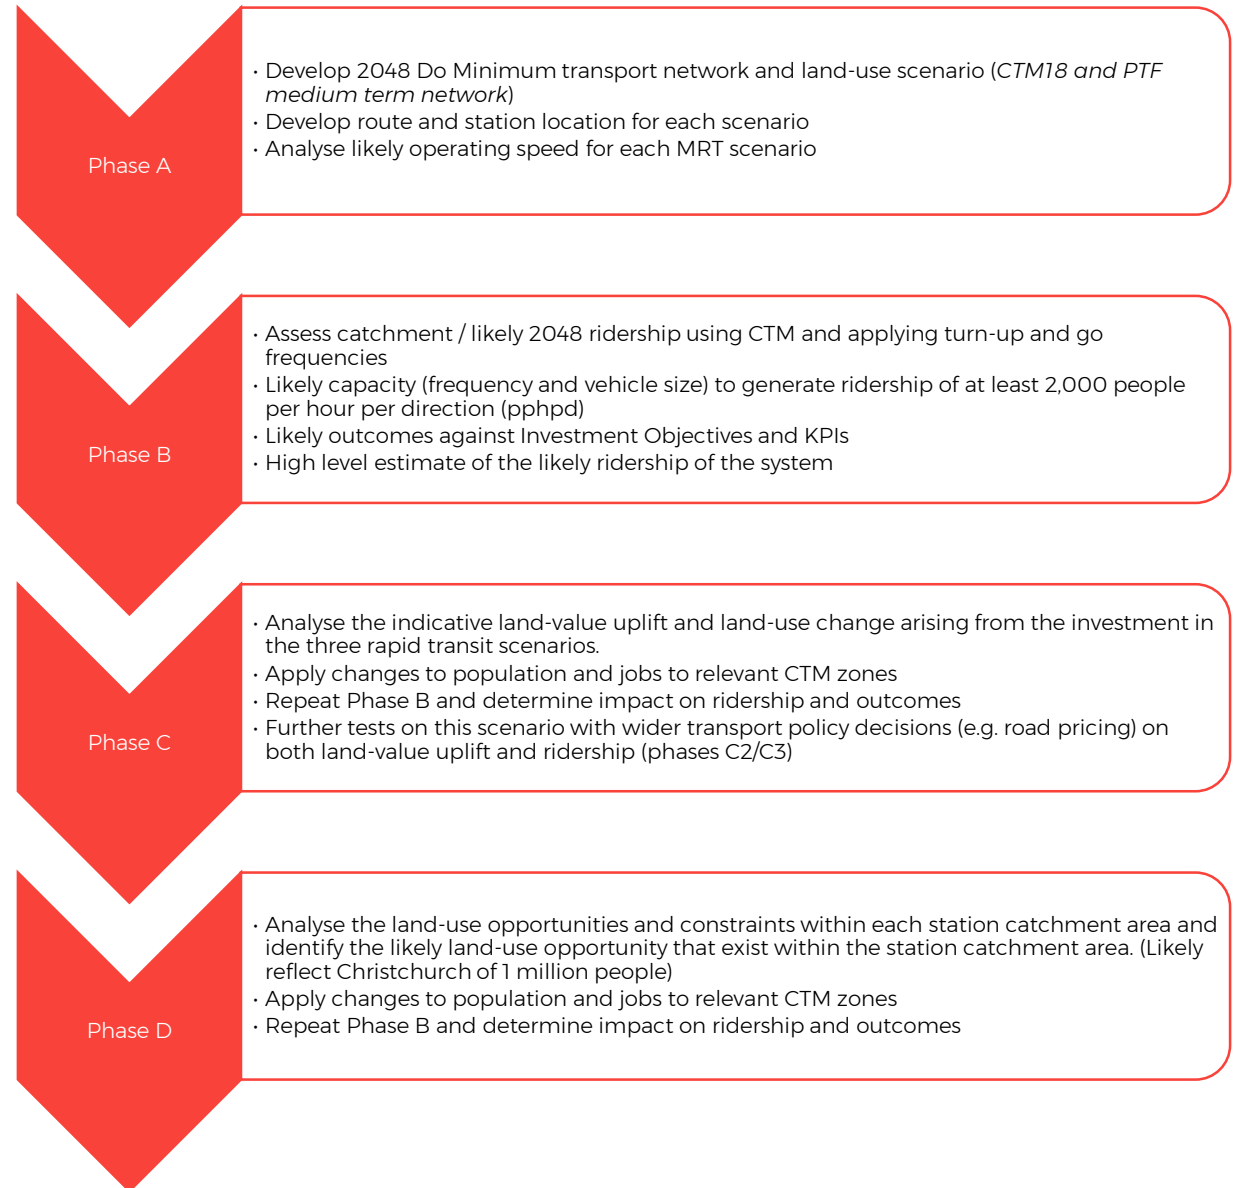 Phase A
· Develop 2048 Do Minimum transport network and land-use scenario (CTM18 and PTF
medium term network)
· Develop route and station location for each scenario
· Analyse likely operating speed for each MRT scenario
Phase B
· Assess catchment / likely 2048 ridership using CTM and applying turn-up and go
frequencies
· Likely capacity (frequency and vehicle size) to generate ridership of at least 2,000 people
per hour per direction (pphpd)
· Likely outcomes against Investment Objectives and KPIs
· High level estimate of the likely ridership of the system
Phase C
· Analyse the indicative land-value uplift and land-use change arising from the investment in
the three rapid transit scenarios.
· Apply changes to population and jobs to relevant CTM zones
· Repeat Phase B and determine impact on ridership and outcomes
· Further tests on this scenario with wider transport policy decisions (e.g. road pricing) on
both land-value uplift and ridership (phases C2/C3)
Phase D
· Analyse the land-use opportunities and constraints within each station catchment area and
identify the likely land-use opportunity that exist within the station catchment area. (Likely
reflect Christchurch of 1 million people)
· Apply changes to population and jobs to relevant CTM zones
· Repeat Phase B and determine impact on ridership and outcomes